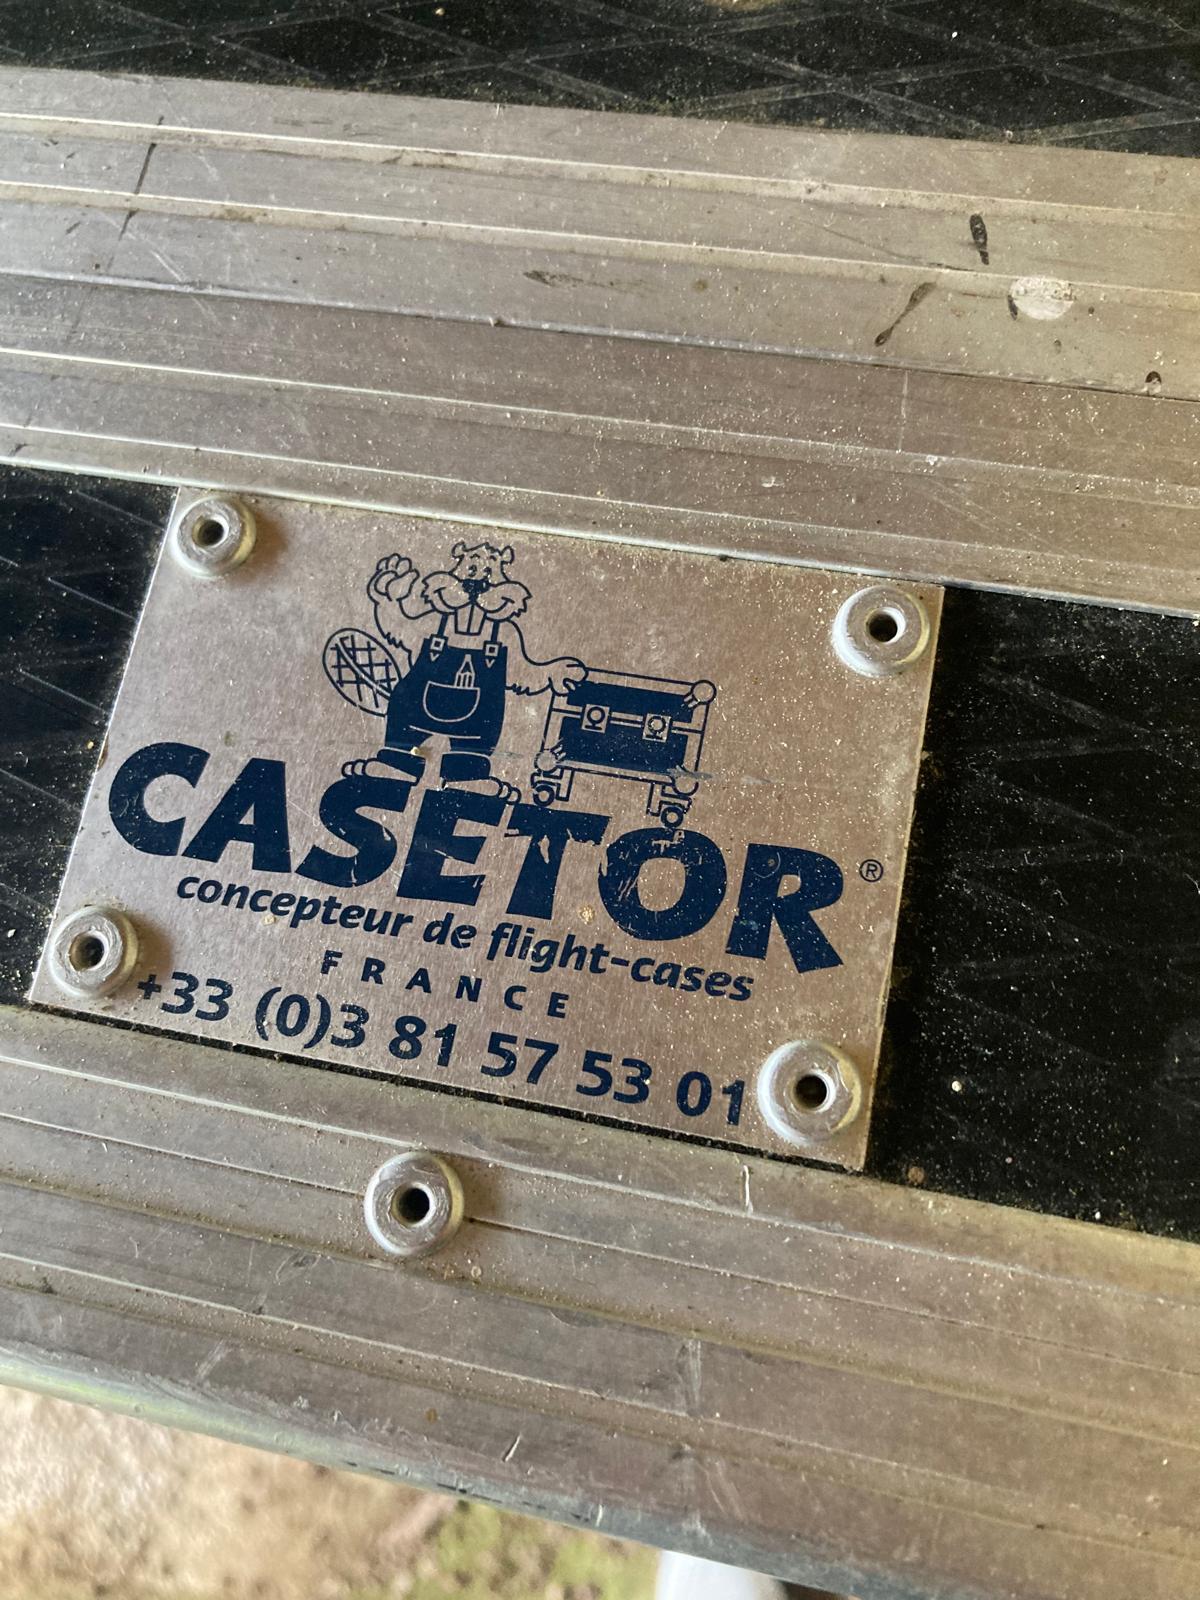 CASETOR®
concepteur de flight-cases
FRANCE
+33 (0)3 81 57 53 01